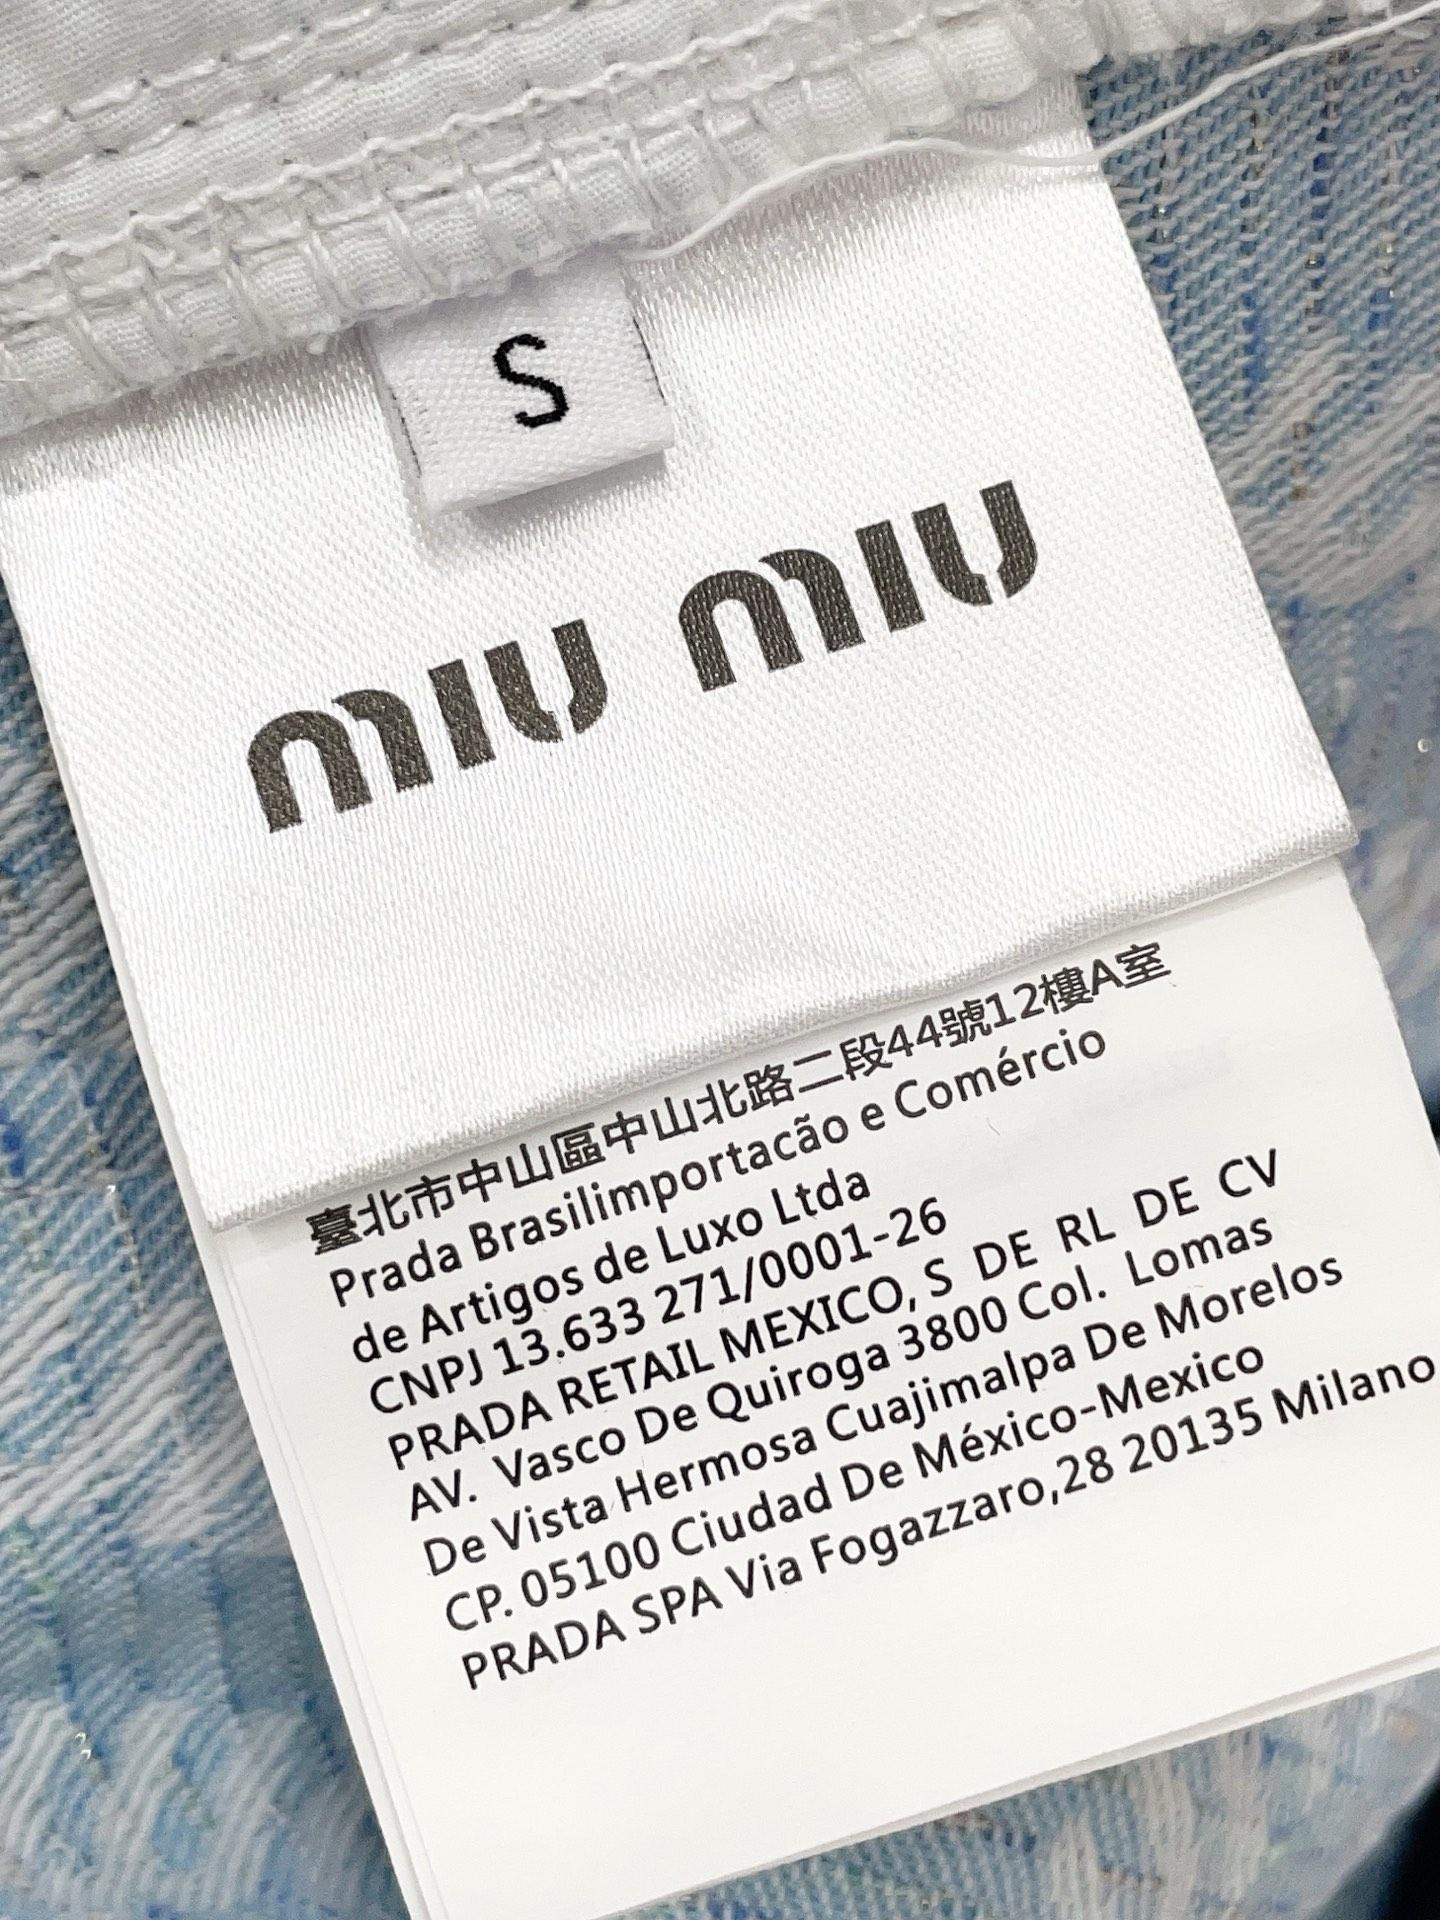 S
miu miu
臺北市中山區中山北路二段44號12樓A室
Prada Brasilimportacão e Comércio
de Artigos de Luxo Ltda
CNPJ 13.633 271/0001-26
PRADA RETAIL MEXICO, S DE RL DE CV
AV. Vasco De Quiroga 3800 Col. Lomas
De Vista Hermosa Cuajimalpa De Morelos
CP. 05100 Ciudad De México-Mexico
PRADA SPA Via Fogazzaro,28 20135 Milano